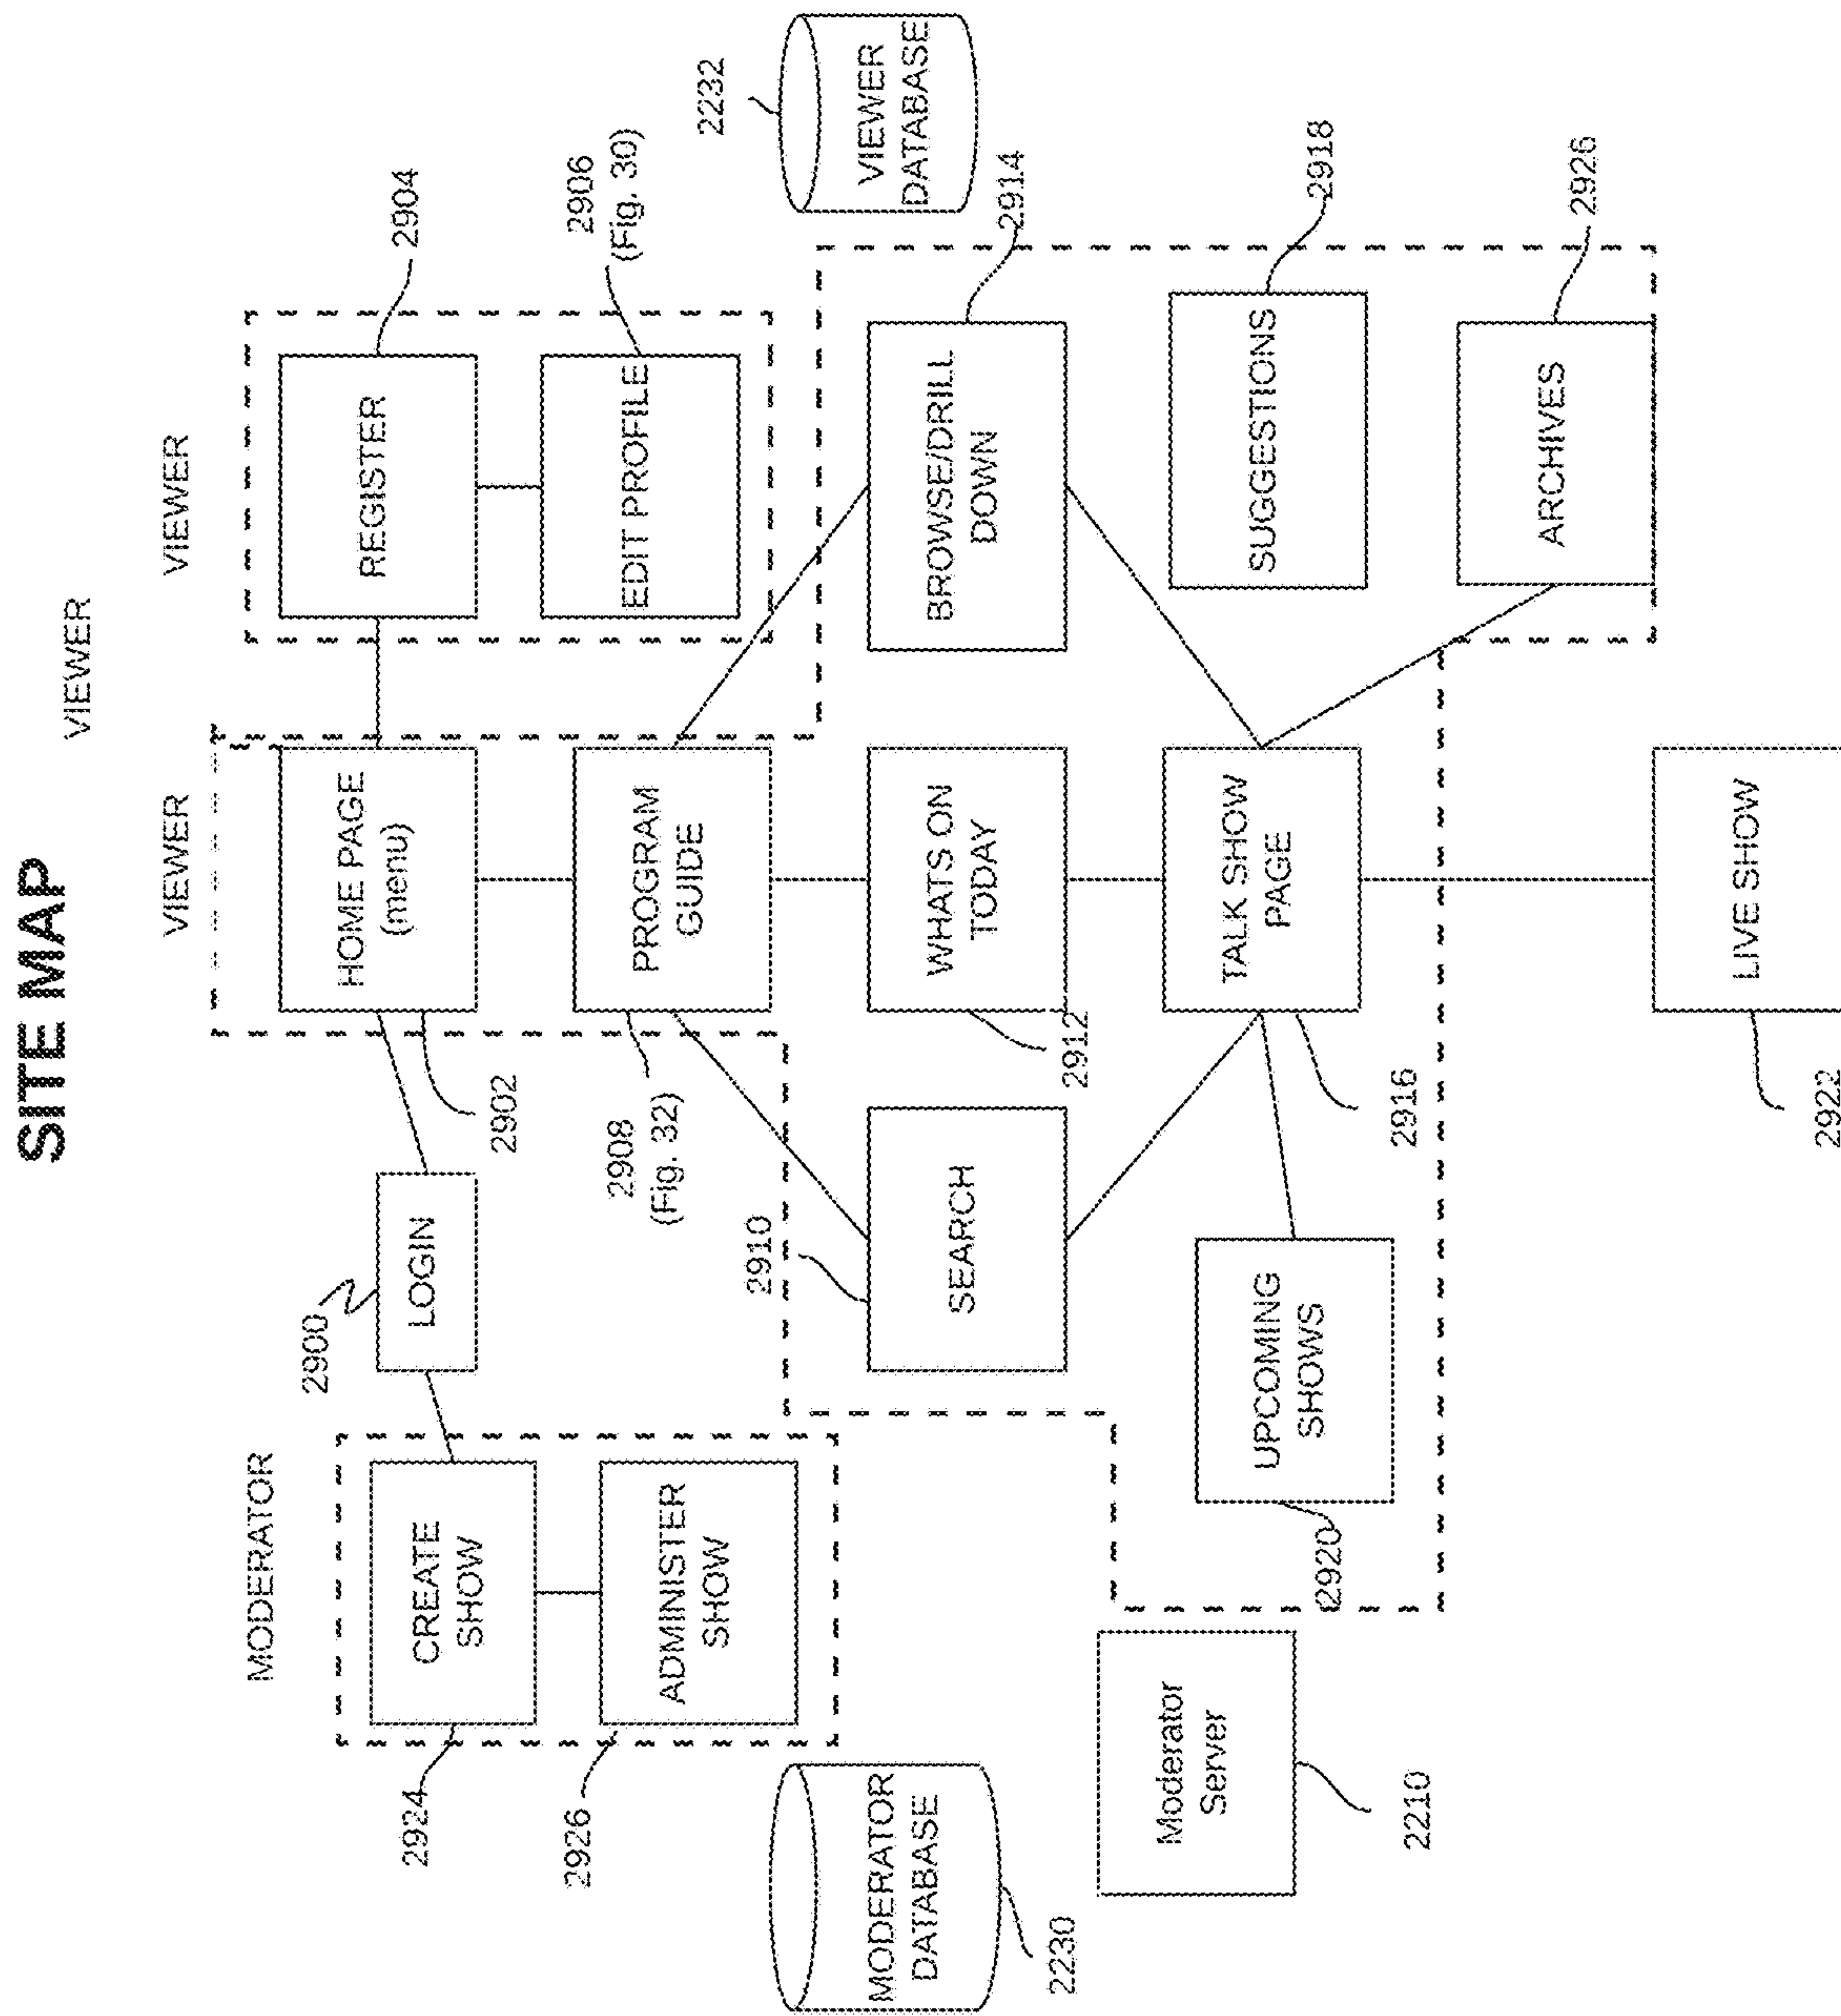 SITE MAP
VIEWER
VIEWER
VIEWER
MODERATOR
2900
2924
CREATE
SHOW
LOGIN
HOME PAGE
(menu)
REGISTER
2904
2902
2926
ADMINISTER
SHOW
2908
(Fig. 32)
PROGRAM
GUIDE
EDIT PROFILE
2906
(Fig. 30)
2232
2910
MODERATOR
DATABASE
SEARCH
WHATS ON
TODAY
BROWSE/DRILL
DOWN
VIEWER
DATABASE
2914
2230
2912
Moderator
Server
UPCOMING
SHOWS
TALK SHOW
PAGE
SUGGESTIONS
2918
2920
2210
2916
ARCHIVES
2926
LIVE SHOW
2922